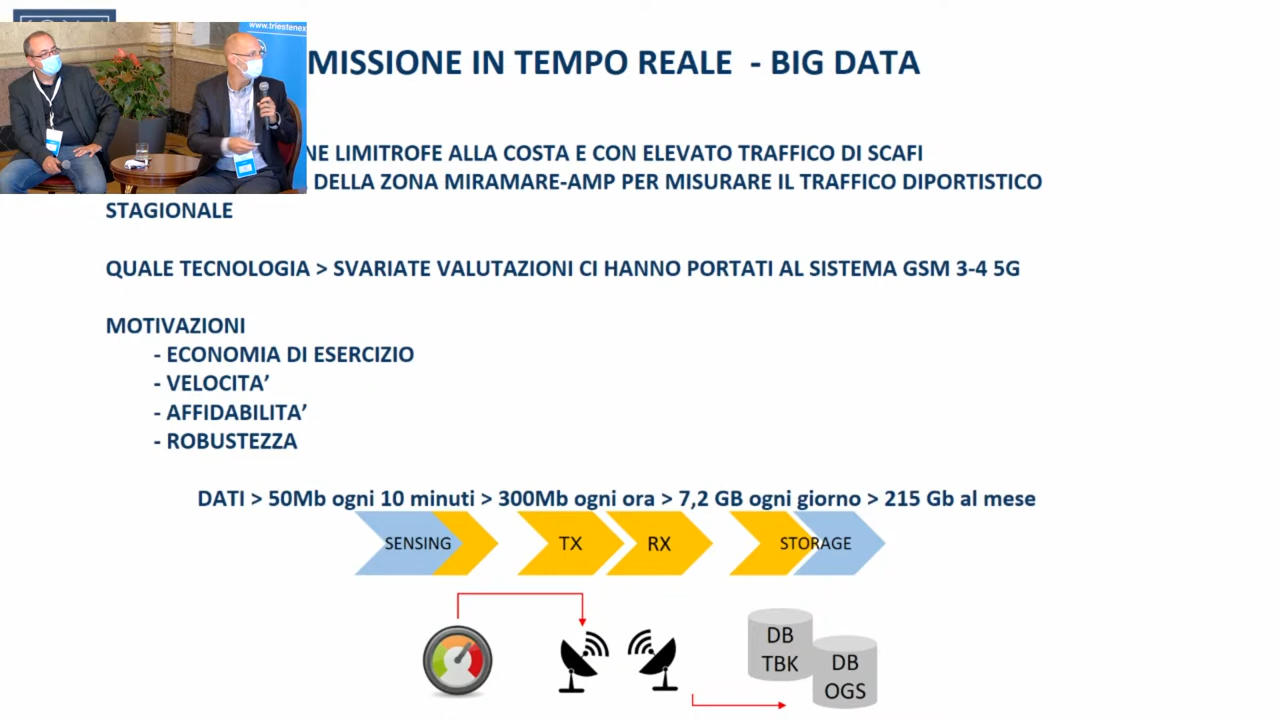 www.triestenex
MISSIONE IN TEMPO REALE - BIG DATA
NE LIMITROFE ALLA COSTA E CON ELEVATO TRAFFICO DI SCAFI
DELLA ZONA MIRAMARE-AMP PER MISURARE IL TRAFFICO DIPORTISTICO
STAGIONALE
QUALE TECNOLOGIA > SVARIATE VALUTAZIONI CI HANNO PORTATI AL SISTEMA GSM 3-4 5G
MOTIVAZIONI
- ECONOMIA DI ESERCIZIO
- VELOCITA’
- AFFIDABILITA’
- ROBUSTEZZA
DATI > 50Mb ogni 10 minuti > 300Mb ogni ora > 7,2 GB ogni giorno > 215 Gb al mese
SENSING TX RX STORAGE
DB
TBK
DB
OGS